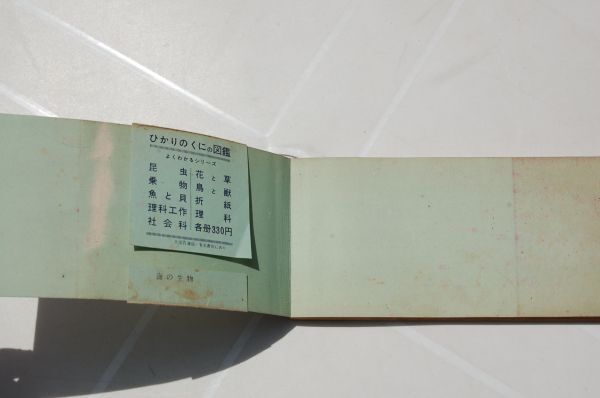 ひかりのくにの図鑑
よくわかるシリーズ
昆虫 花と草
乗物 鳥と獣
魚と貝 折紙
理科工作 理科
社会科 各册330円
海の生物